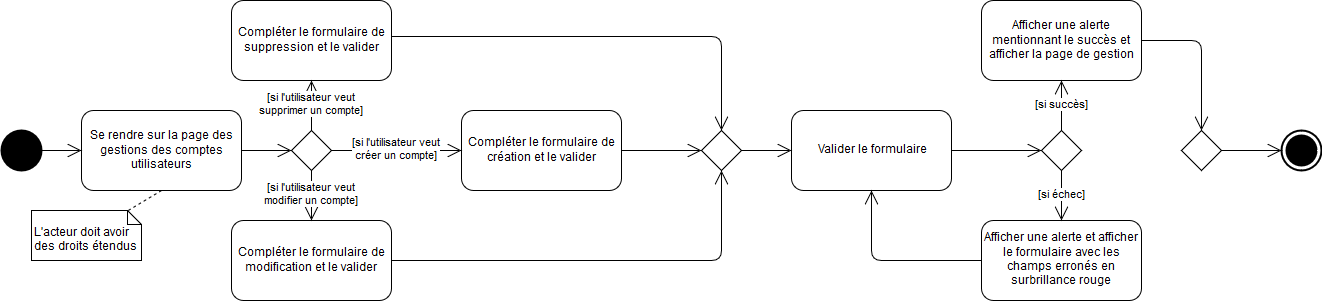 Compléter le formulaire de
suppression et le valider
Afficher une alerte
mentionnant le succès et
afficher la page de gestion
[si l'utilisateur veut
supprimer un compte]
[si succès]
Se rendre sur la page des
gestions des comptes
utilisateurs
[si l'utilisateur veut
créer un compte]
Compléter le formulaire de
création et le valider
Valider le formulaire
[si l'utilisateur veut
modifier un compte]
[si échec]
L'acteur doit avoir
des droits étendus
Compléter le formulaire de
modification et le valider
Afficher une alerte et afficher
le formulaire avec les
champs erronés en
surbrillance rouge